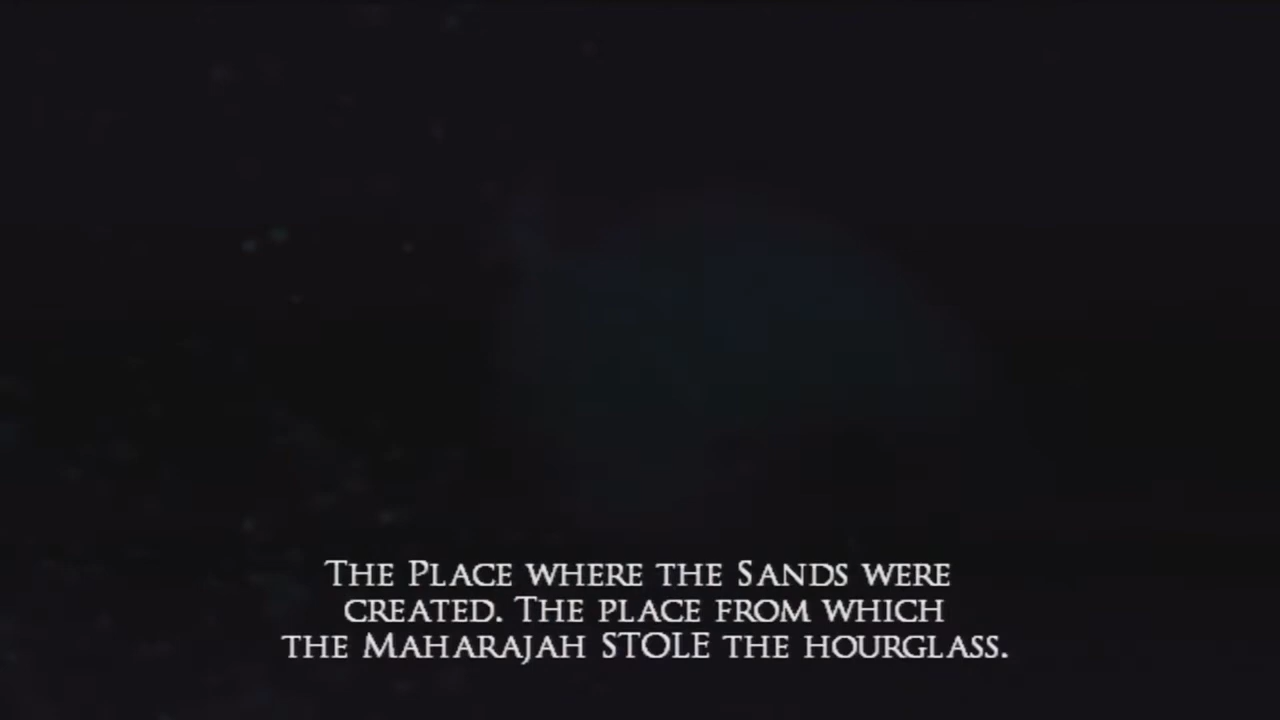 The Place where the Sands were
created. The place from which
the Maharajah STOLE the hourglass.